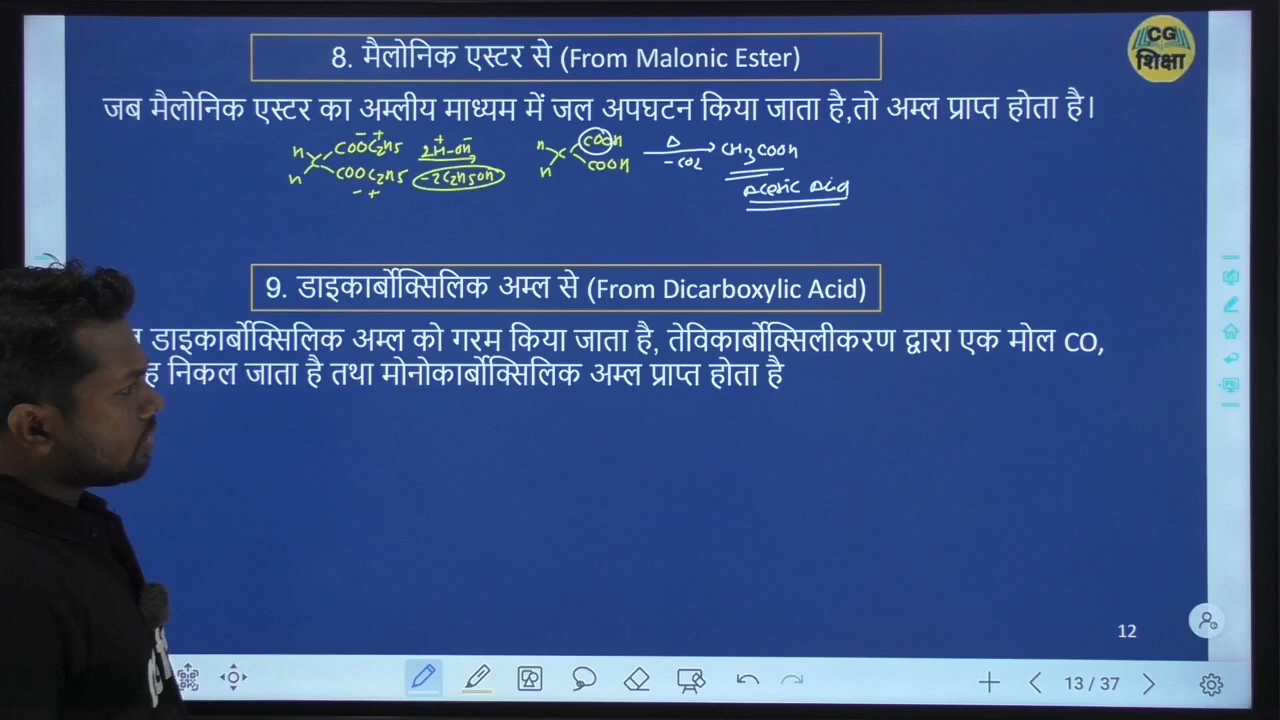 CG
शिक्षा
8. मैलोनिक एस्टर से (From Malonic Ester)
जब मैलोनिक एस्टर का अम्लीय माध्यम में जल अपघटन किया जाता है,तो अम्ल प्राप्त होता है।
COOC2H5
2H-OH
-2C2H5OH
COOC2H5
COOH
COOH
Δ
-CO2
CH3COOH
Acetic Acid
9. डाइकार्बोक्सिलिक अम्ल से (From Dicarboxylic Acid)
डाइकार्बोक्सिलिक अम्ल को गरम किया जाता है, तेविकार्बोक्सिलीकरण द्वारा एक मोल CO,
निकल जाता है तथा मोनोकार्बोक्सिलिक अम्ल प्राप्त होता है
12
13 / 37